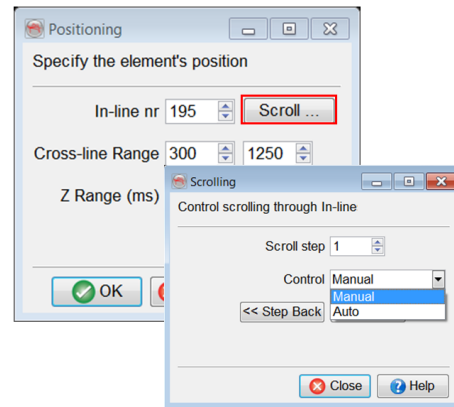 Positioning
Specify the element's position
In-line nr 195 Scroll ...
Cross-line Range 300 1250
Z Range (ms)
OK
Scrolling
Control scrolling through In-line
Scroll step 1
Control Manual
Manual
Auto
<< Step Back
Close Help